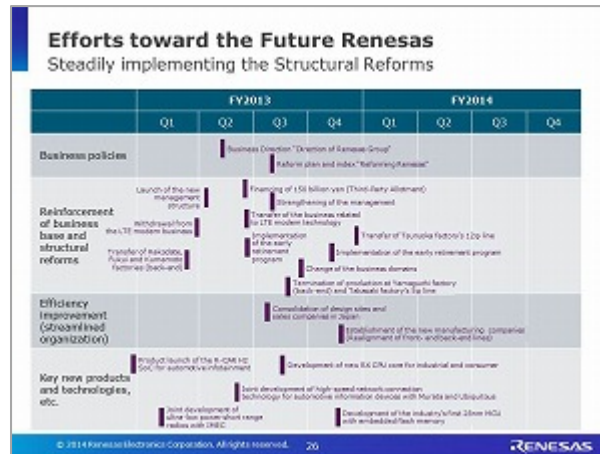 Efforts toward the Future Renesas
Steadily implementing the Structural Reforms
FY2013
FY2014
Q1
Q2
Q3
Q4
Q1
Q2
Q3
Q4
Business policies
Business Direction "Direction of Renesas Group"
Reform plan and index "Reforming Renesas"
Reinforcement
of business
base and
structural
reforms
Launch of the new
management
structure
Withdrawal from
the LTE modem business
Transfer of Hakodate,
Fukui and Kumamoto
factories (back-end)
Financing of 150 billion yen (Third-Party Allotment)
Strengthening of the management
Transfer of the business related
to LTE modem technology
Implementation
of the early
retirement
program
Transfer of Tsuruoka factory's 12ip line
Implementation of the early retirement program
Change of the business domains
Termination of production at Yamaguchi factory
(back-end) and Takasaki factory's 5ip line
Efficiency
improvement
(streamlined
organization)
Consolidation of design sites and
sales companies in Japan
Establishment of the new manufacturing companies
(Realignment of front- and back-end lines)
Key new products
and technologies,
etc.
Product launch of the R-CAR H2
SoC for automotive infotainment
Development of new RX CPU core for industrial and consumer
Joint development of high-speed network connection
technology for automotive information devices with Murata and Ubiquitous
Joint development of
ultra-low power short range
radios with IMEC
Development of the industry's first 28nm MCU
with embedded flash memory
© 2014 Renesas Electronics Corporation. All rights reserved.
26
RENESAS